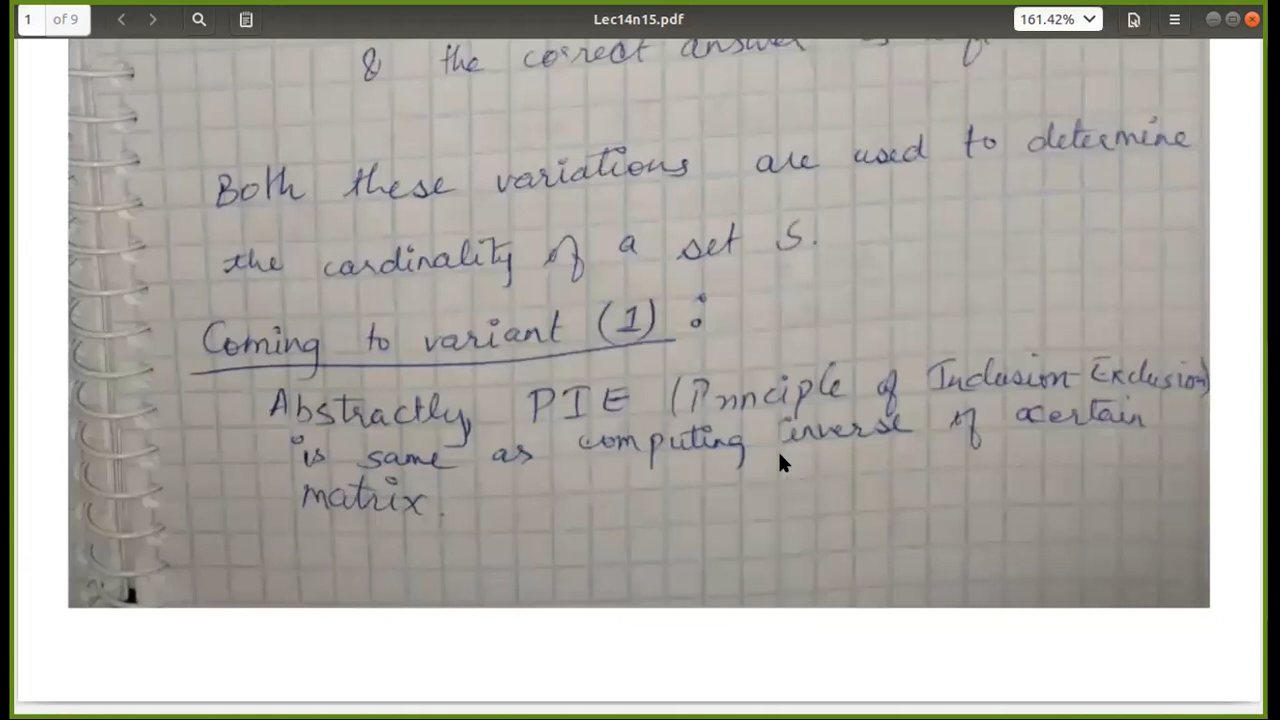 1 of 9
Lec14n15.pdf
161.42%
& the correct answer is
Both these variations are used to determine
the cardinality of a set S.
Coming to variant (1) :
Abstractly, PIE (Principle of Inclusion-Exclusion)
is same as computing inverse of a certain
matrix.